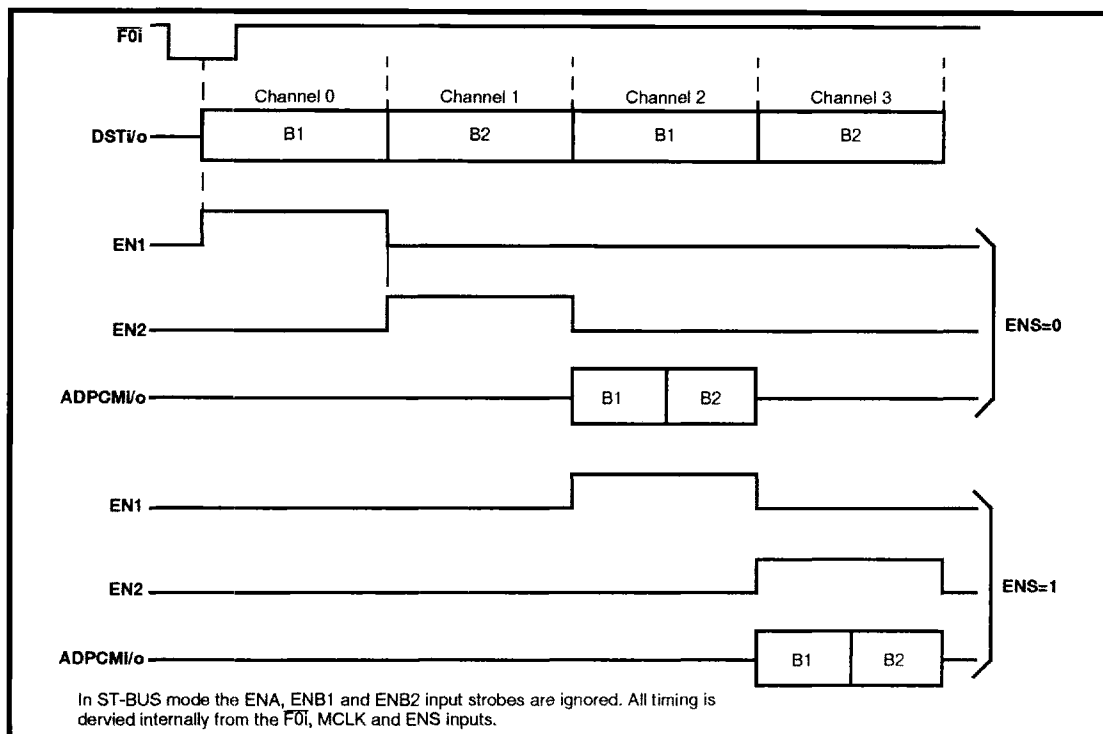 F0i
Channel 0 Channel 1 Channel 2 Channel 3
DSTi/o B1 B2 B1 B2
EN1
EN2
ENS=0
ADPCMi/o B1 B2
EN1
EN2
ENS=1
ADPCMi/o B1 B2
In ST-BUS mode the ENA, ENB1 and ENB2 input strobes are ignored. All timing is
dervied internally from the F0i, MCLK and ENS inputs.